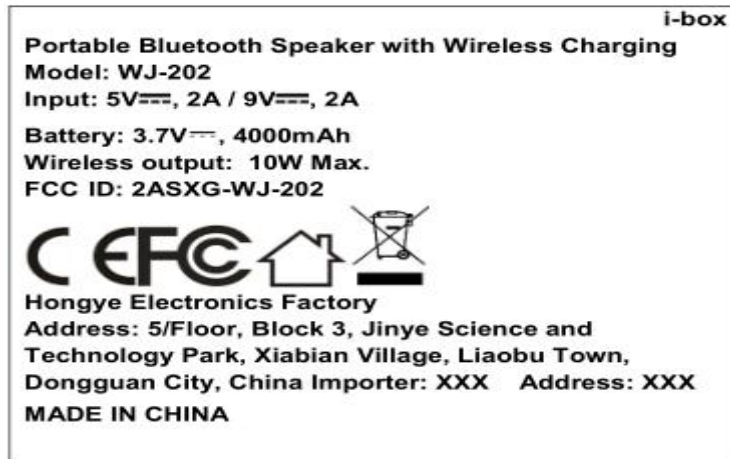 i-box
Portable Bluetooth Speaker with Wireless Charging
Model: WJ-202
Input: 5V⎓, 2A / 9V⎓, 2A
Battery: 3.7V⎓, 4000mAh
Wireless output: 10W Max.
FCC ID: 2ASXG-WJ-202
CE FC
Hongye Electronics Factory
Address: 5/Floor, Block 3, Jinye Science and
Technology Park, Xiabian Village, Liaobu Town,
Dongguan City, China Importer: XXX Address: XXX
MADE IN CHINA